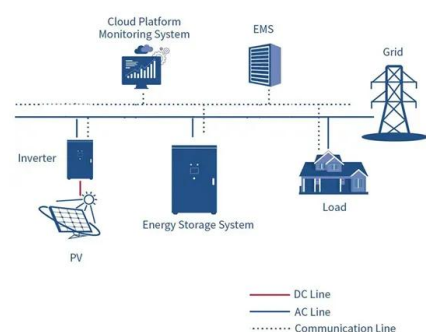 Cloud Platform
Monitoring System
EMS
Grid
Inverter
Energy Storage System
Load
PV
DC Line
AC Line
Communication Line